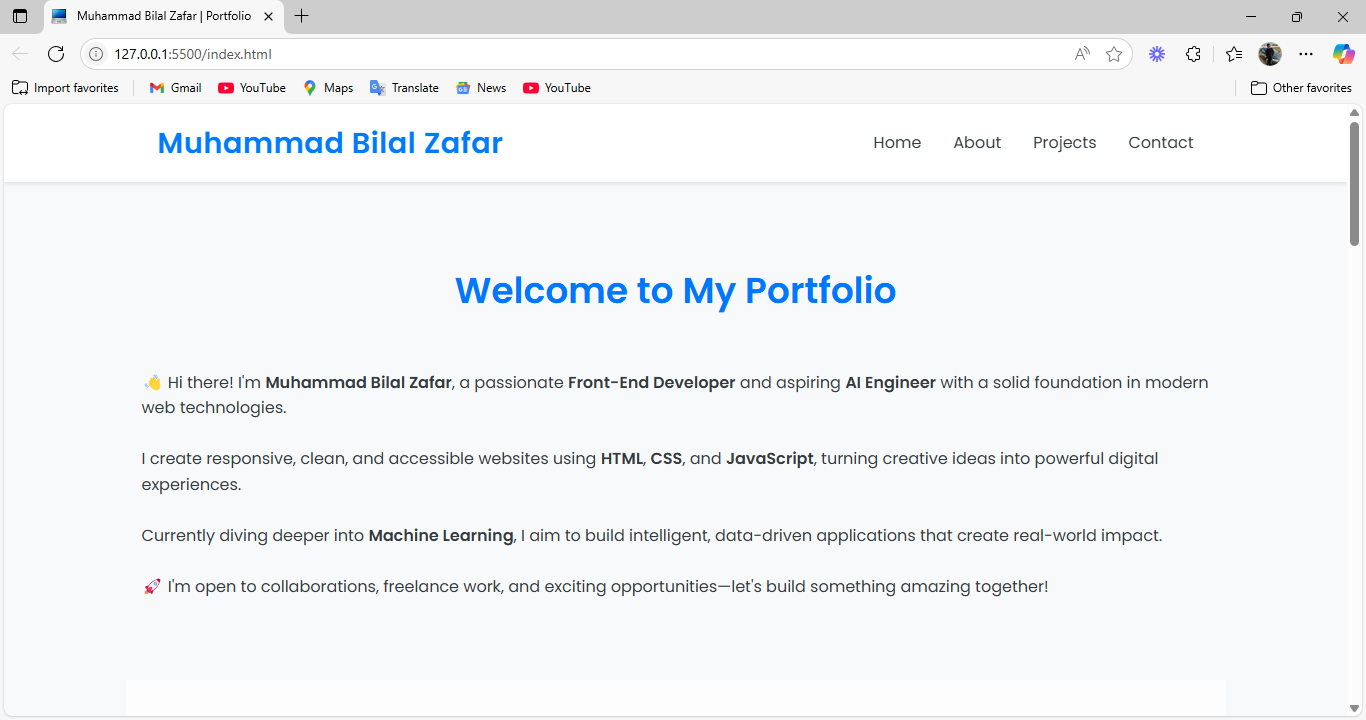 Muhammad Bilal Zafar | Portfolio
127.0.0.1:5500/index.html
Import favorites Gmail YouTube Maps Translate News YouTube Other favorites
Muhammad Bilal Zafar Home About Projects Contact
Welcome to My Portfolio
👋 Hi there! I'm Muhammad Bilal Zafar, a passionate Front-End Developer and aspiring AI Engineer with a solid foundation in modern
web technologies.
I create responsive, clean, and accessible websites using HTML, CSS, and JavaScript, turning creative ideas into powerful digital
experiences.
Currently diving deeper into Machine Learning, I aim to build intelligent, data-driven applications that create real-world impact.
🚀 I'm open to collaborations, freelance work, and exciting opportunities—let's build something amazing together!